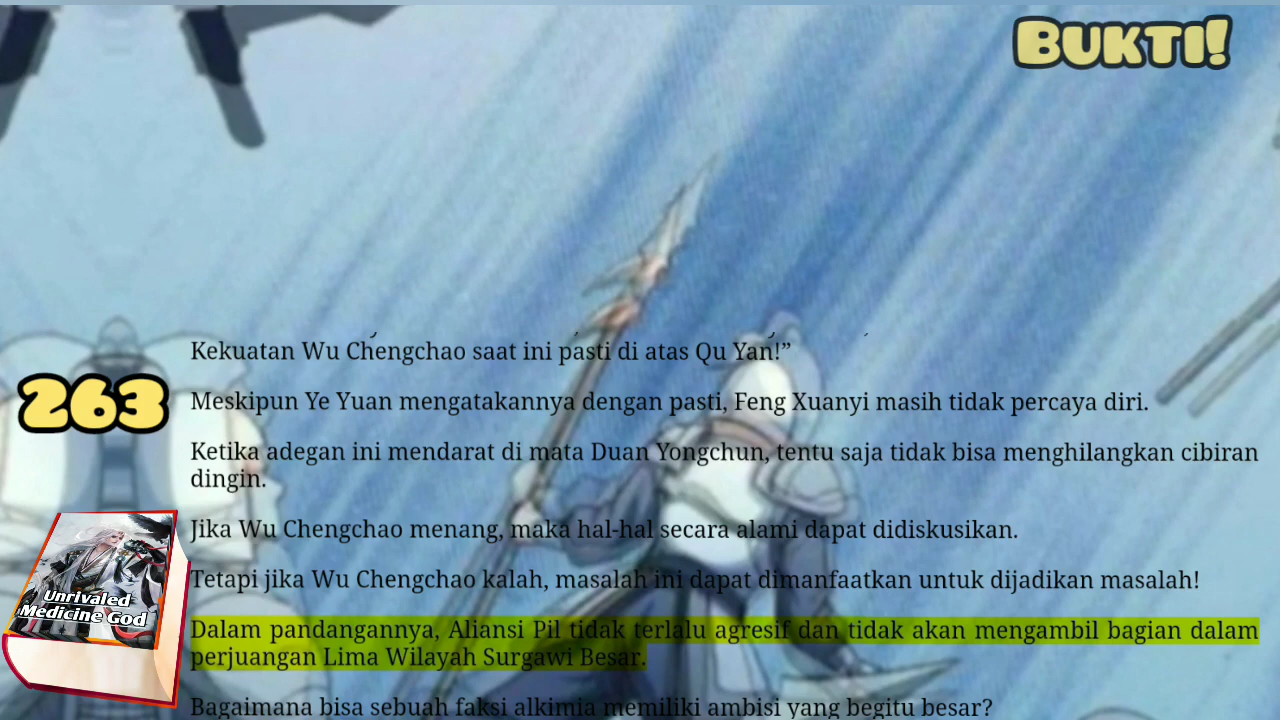 BUKTI!
Kekuatan Wu Chengchao saat ini pasti di atas Qu Yan!”
263
Meskipun Ye Yuan mengatakannya dengan pasti, Feng Xuanyi masih tidak percaya diri.
Ketika adegan ini mendarat di mata Duan Yongchun, tentu saja tidak bisa menghilangkan cibiran
dingin.
Jika Wu Chengchao menang, maka hal-hal secara alami dapat didiskusikan.
Tetapi jika Wu Chengchao kalah, masalah ini dapat dimanfaatkan untuk dijadikan masalah!
Unrivaled
Medicine God
Dalam pandangannya, Aliansi Pil tidak terlalu agresif dan tidak akan mengambil bagian dalam
perjuangan Lima Wilayah Surgawi Besar.
Bagaimana bisa sebuah faksi alkimia memiliki ambisi yang begitu besar?